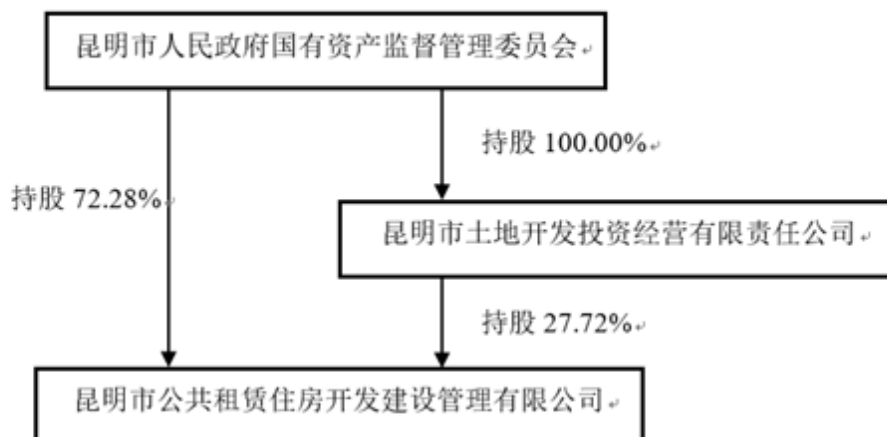 昆明市人民政府国有资产监督管理委员会
持股 100.00%
持股 72.28%
昆明市土地开发投资经营有限责任公司
持股 27.72%
昆明市公共租赁住房开发建设管理有限公司